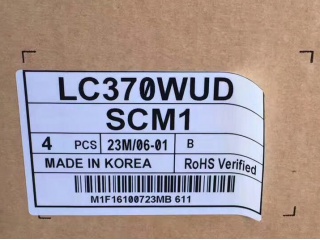 LC370WUD
SCM1
4 PCS 23M/06-01 B
MADE IN KOREA RoHS Verified
M1F16100723MB 611